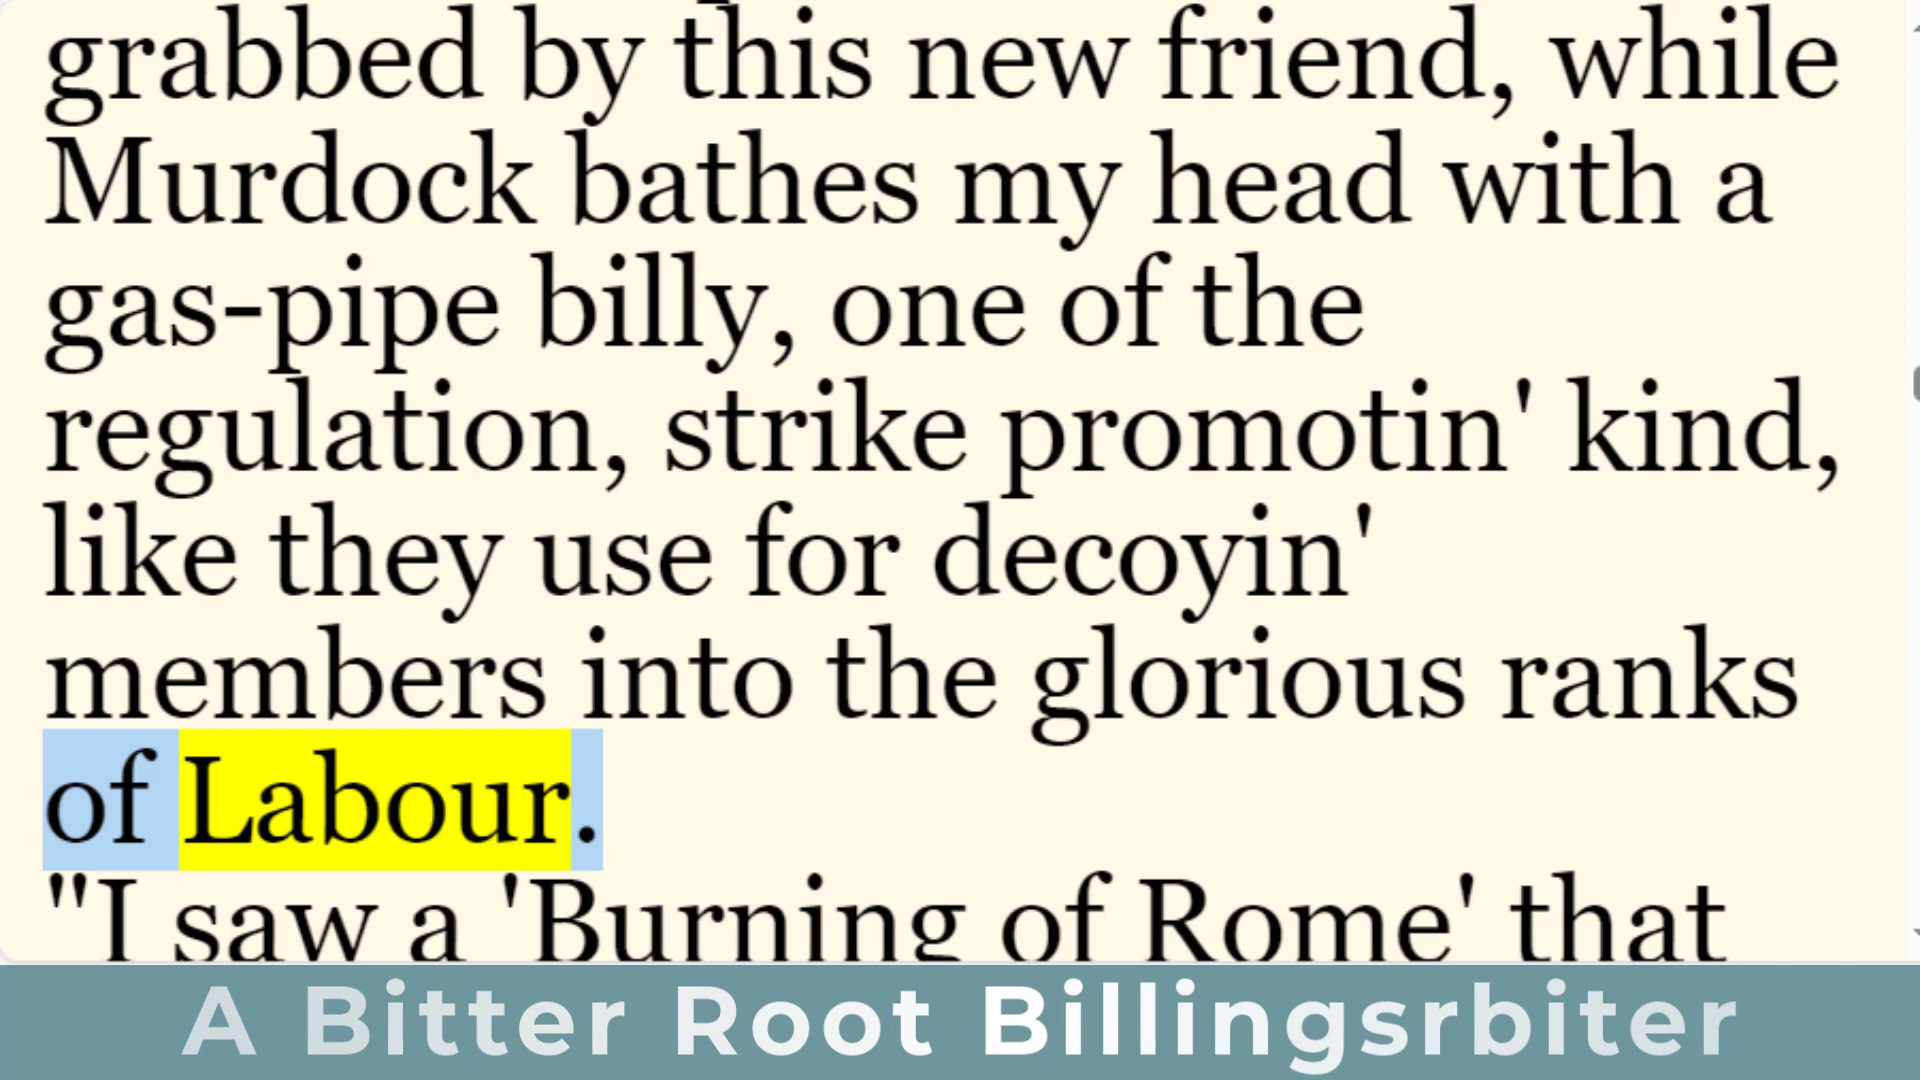 grabbed by this new friend, while
Murdock bathes my head with a
gas-pipe billy, one of the
regulation, strike promotin' kind,
like they use for decoyin'
members into the glorious ranks
of Labour.
"I saw a 'Burning of Rome' that
A Bitter Root Billingsrbiter